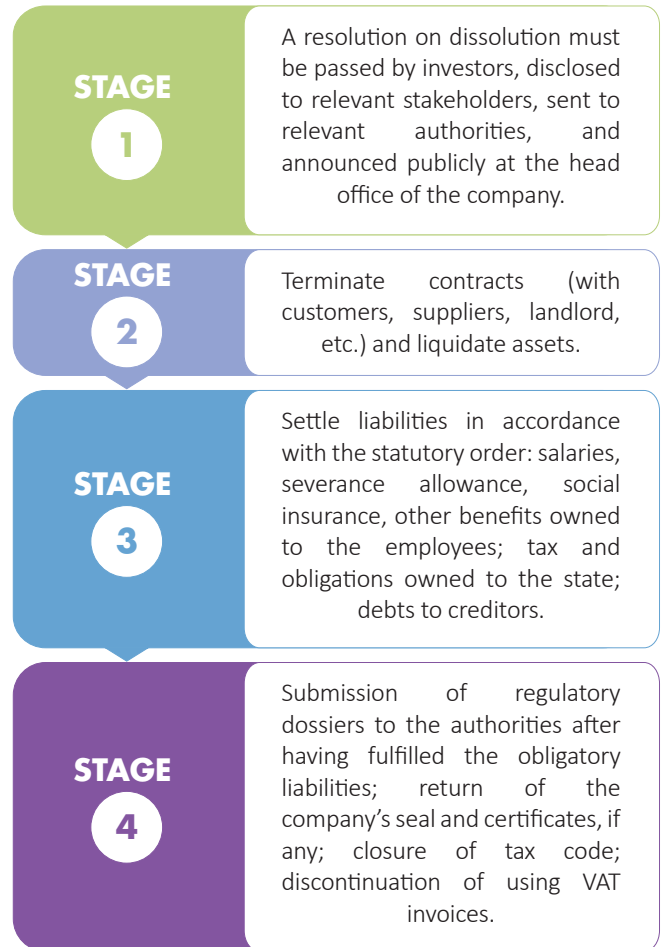 STAGE
1
A resolution on dissolution must
be passed by investors, disclosed
to relevant stakeholders, sent to
relevant authorities, and
announced publicly at the head
office of the company.
STAGE
2
Terminate contracts (with
customers, suppliers, landlord,
etc.) and liquidate assets.
STAGE
3
Settle liabilities in accordance
with the statutory order: salaries,
severance allowance, social
insurance, other benefits owned
to the employees; tax and
obligations owned to the state;
debts to creditors.
STAGE
4
Submission of regulatory
dossiers to the authorities after
having fulfilled the obligatory
liabilities; return of the
company’s seal and certificates, if
any; closure of tax code;
discontinuation of using VAT
invoices.